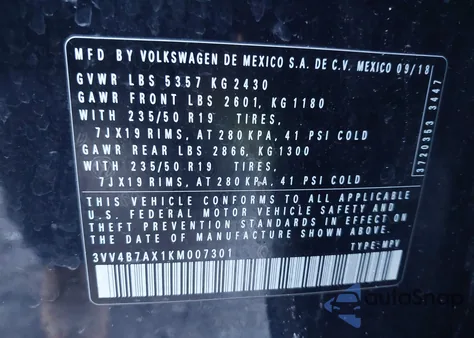 MFD BY VOLKSWAGEN DE MEXICO S.A. DE C.V. MEXICO 09/18
GVWR LBS 5357 KG 2430
GAWR FRONT LBS 2601, KG 1180
WITH 235/50 R19 TIRES,
7JX19 RIMS, AT 280 KPA, 41 PSI COLD
GAWR REAR LBS 2866, KG 1300
WITH 235/50 R19 TIRES,
7JX19 RIMS, AT 280 KPA, 41 PSI COLD
THIS VEHICLE CONFORMS TO ALL APPLICABLE
U.S. FEDERAL MOTOR VEHICLE SAFETY AND
THEFT PREVENTION STANDARDS IN EFFECT ON
THE DATE OF MANUFACTURE SHOWN ABOVE
3VV4B7AX1KM007301 TYPE: MPV
3720353 3447
AutoSnap